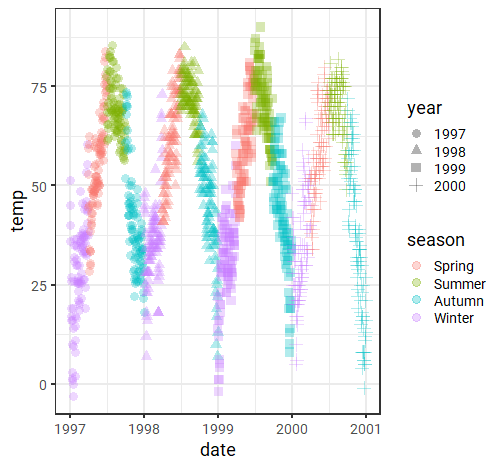 75
50
25
0
temp
1997
1998
1999
2000
2001
date
year
1997
1998
1999
2000
season
Spring
Summer
Autumn
Winter